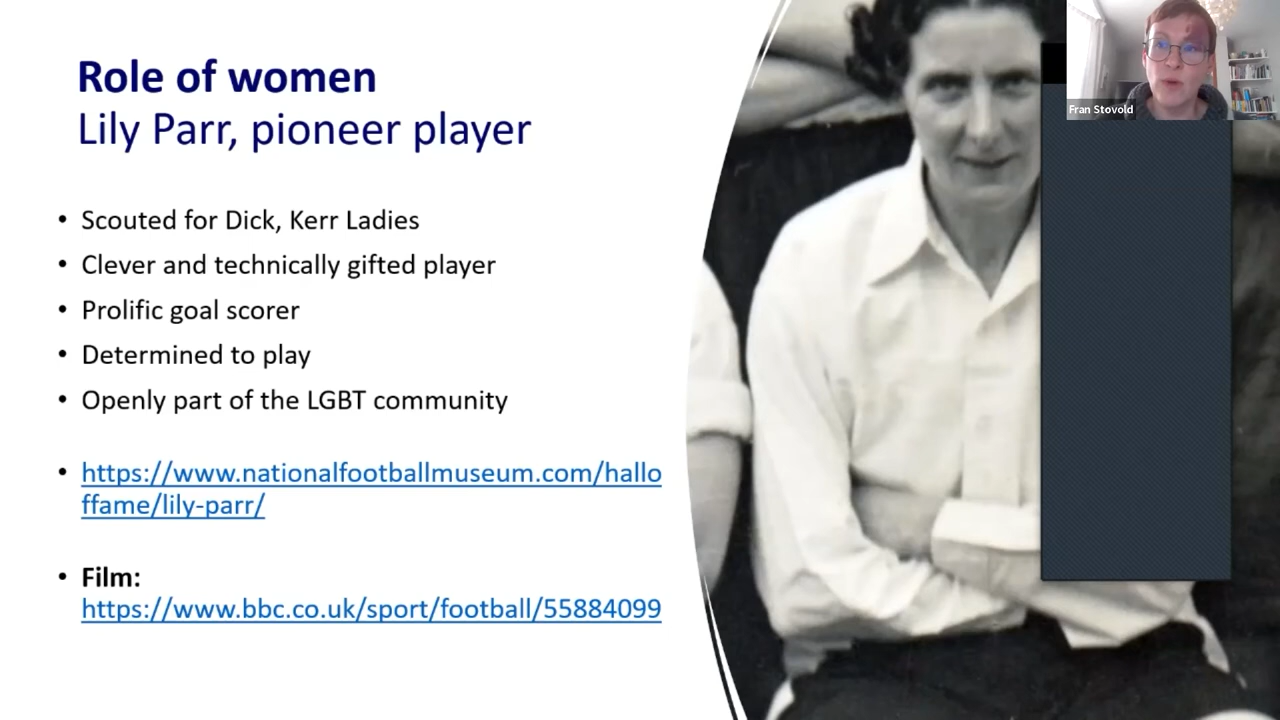 Role of women
Lily Parr, pioneer player
• Scouted for Dick, Kerr Ladies
• Clever and technically gifted player
• Prolific goal scorer
• Determined to play
• Openly part of the LGBT community
• https://www.nationalfootballmuseum.com/hallo
ffame/lily-parr/
• Film:
https://www.bbc.co.uk/sport/football/55884099
Fran Stovold